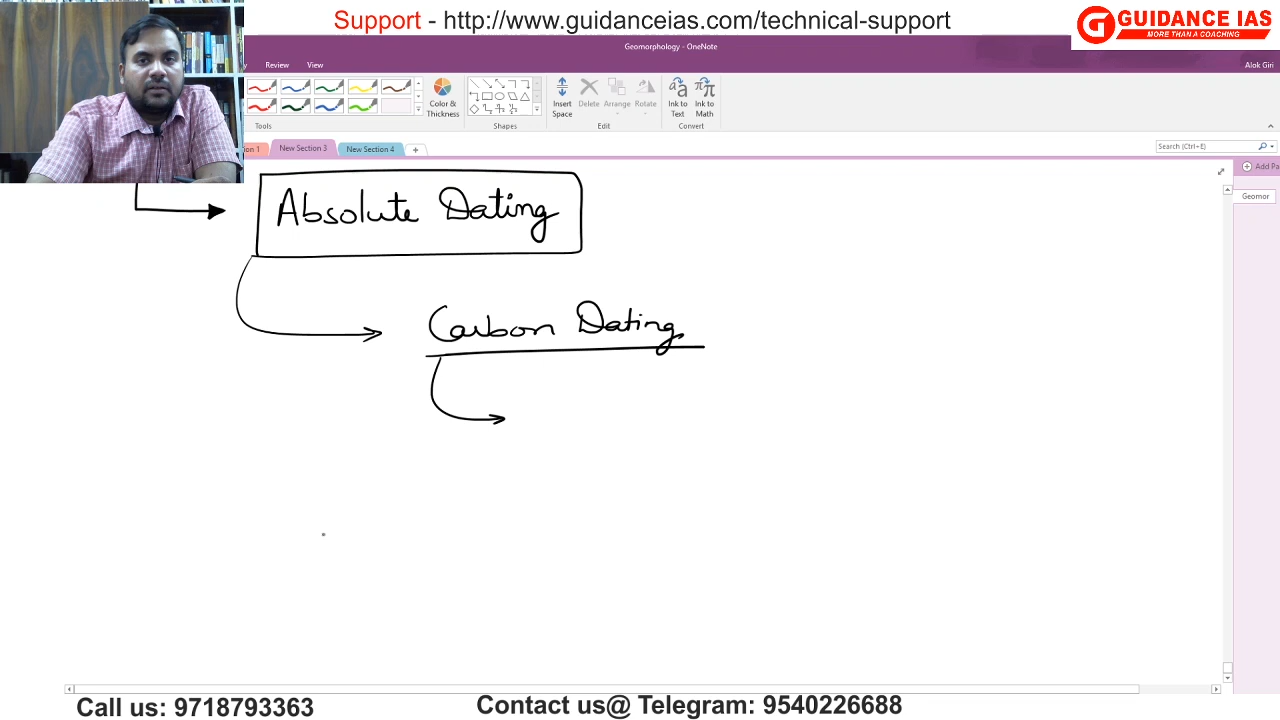 Support - http://www.guidanceias.com/technical-support
GUIDANCE IAS
MORE THAN A COACHING
Geomorphology - OneNote
Review View
Alok Giri
Color & Thickness
Insert Space
Delete
Arrange
Rotate
Ink to Text
Ink to Math
Tools
Shapes
Edit
Convert
New Section 3
New Section 4
Search (Ctrl+E)
Geomor
Absolute Dating
Carbon Dating
Call us: 9718793363
Contact us@ Telegram: 9540226688